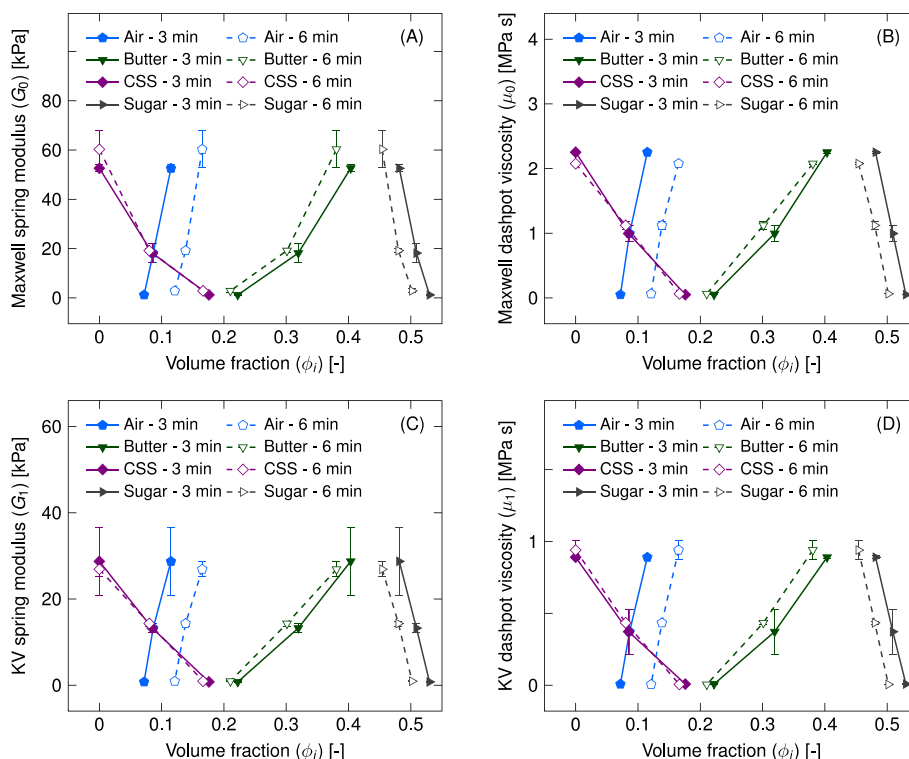 (A)
Air - 3 min Air - 6 min
Butter - 3 min Butter - 6 min
CSS - 3 min CSS - 6 min
Sugar - 3 min Sugar - 6 min
Maxwell spring modulus (G₀) [kPa]
80
60
40
20
0
0 0.1 0.2 0.3 0.4 0.5
Volume fraction (ϕᵢ) [-]
(B)
Air - 3 min Air - 6 min
Butter - 3 min Butter - 6 min
CSS - 3 min CSS - 6 min
Sugar - 3 min Sugar - 6 min
Maxwell dashpot viscosity (μ₀) [MPa s]
4
3
2
1
0
0 0.1 0.2 0.3 0.4 0.5
Volume fraction (ϕᵢ) [-]
(C)
Air - 3 min Air - 6 min
Butter - 3 min Butter - 6 min
CSS - 3 min CSS - 6 min
Sugar - 3 min Sugar - 6 min
KV spring modulus (G₁) [kPa]
60
40
20
0
0 0.1 0.2 0.3 0.4 0.5
Volume fraction (ϕᵢ) [-]
(D)
Air - 3 min Air - 6 min
Butter - 3 min Butter - 6 min
CSS - 3 min CSS - 6 min
Sugar - 3 min Sugar - 6 min
KV dashpot viscosity (μ₁) [MPa s]
1
0
0 0.1 0.2 0.3 0.4 0.5
Volume fraction (ϕᵢ) [-]